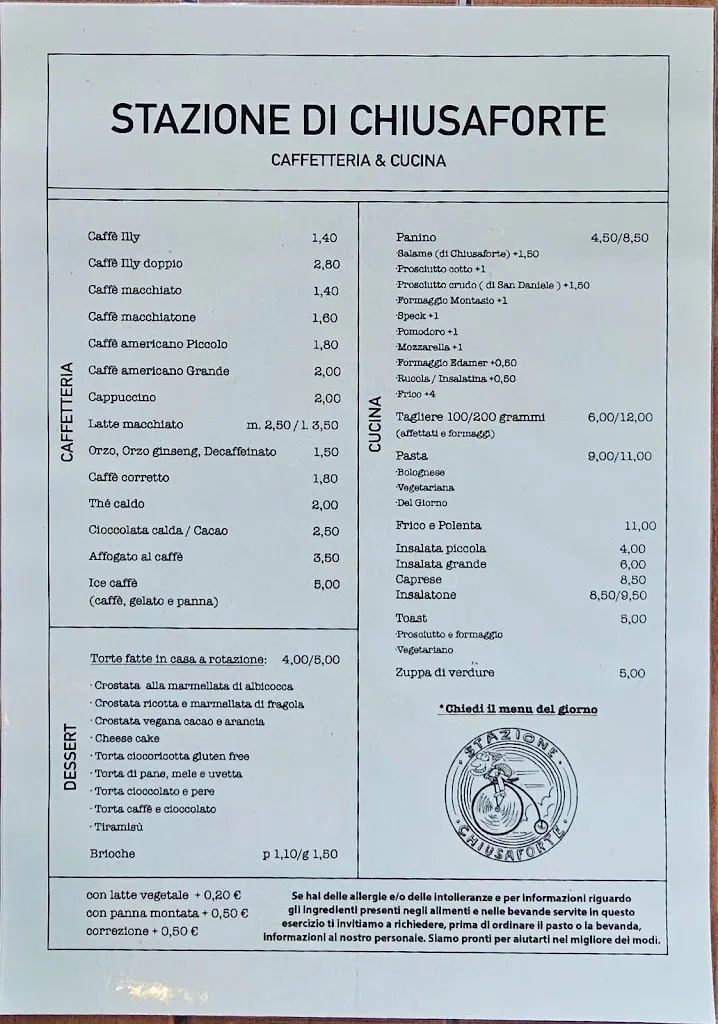 STAZIONE DI CHIUSAFORTE
CAFFETTERIA & CUCINA
CAFFETTERIA
Caffè Illy 1,40
Caffè Illy doppio 2,80
Caffè macchiato 1,40
Caffè macchiatone 1,60
Caffè americano Piccolo 1,80
Caffè americano Grande 2,00
Cappuccino 2,00
Latte macchiato m. 2,50 / l. 3,50
Orzo, Orzo ginseng, Decaffeinato 1,50
Caffè corretto 1,80
Thé caldo 2,00
Cioccolata calda / Cacao 2,50
Affogato al caffè 3,50
Ice caffè 5,00
(caffè, gelato e panna)
DESSERT
Torte fatte in casa a rotazione: 4,00/5,00
· Crostata alla marmellata di albicocca
· Crostata ricotta e marmellata di fragola
· Crostata vegana cacao e arancia
· Cheese cake
· Torta ciocoricotta gluten free
· Torta di pane, mele e uvetta
· Torta cioccolato e pere
· Torta caffè e cioccolato
· Tiramisù
Brioche p 1,10/g 1,50
CUCINA
Panino 4,50/8,50
·Salame (di Chiusaforte) +1,50
·Prosciutto cotto +1
·Prosciutto crudo ( di San Daniele ) +1,50
·Formaggio Montasio +1
·Speck +1
·Pomodoro +1
·Mozzarella +1
·Formaggio Edamer +0,50
·Rucola / Insalatina +0,50
·Frico +4
Tagliere 100/200 grammi 6,00/12,00
(affettati e formaggi)
Pasta 9,00/11,00
·Bolognese
·Vegetariana
·Del Giorno
Frico e Polenta 11,00
Insalata piccola 4,00
Insalata grande 6,00
Caprese 8,50
Insalatone 8,50/9,50
Toast 5,00
·Prosciutto e formaggio
·Vegetariano
Zuppa di verdure 5,00
*Chiedi il menu del giorno
· STAZIONE ·
CHIUSAFORTE
con latte vegetale + 0,20 €
con panna montata + 0,50 €
correzione + 0,50 €
Se hai delle allergie e/o delle intolleranze e per informazioni riguardo
gli ingredienti presenti negli alimenti e nelle bevande servite in questo
esercizio ti invitiamo a richiedere, prima di ordinare il pasto o la bevanda,
informazioni al nostro personale. Siamo pronti per aiutarti nel migliore dei modi.